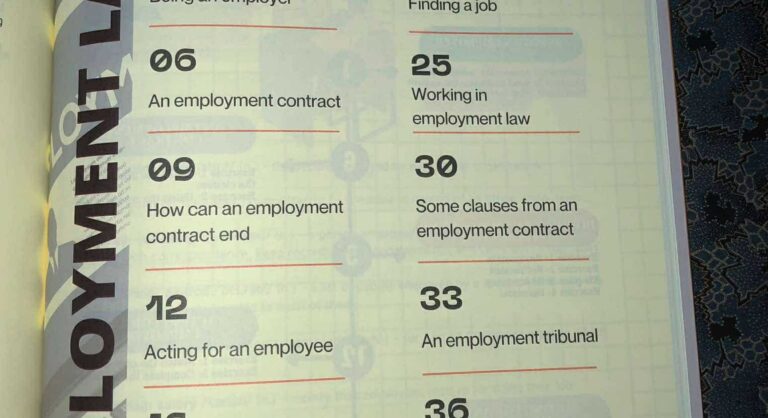 LOYMENT LA
Being an employer
06
An employment contract
09
How can an employment
contract end
12
Acting for an employee
Finding a job
25
Working in
employment law
30
Some clauses from an
employment contract
33
An employment tribunal
36